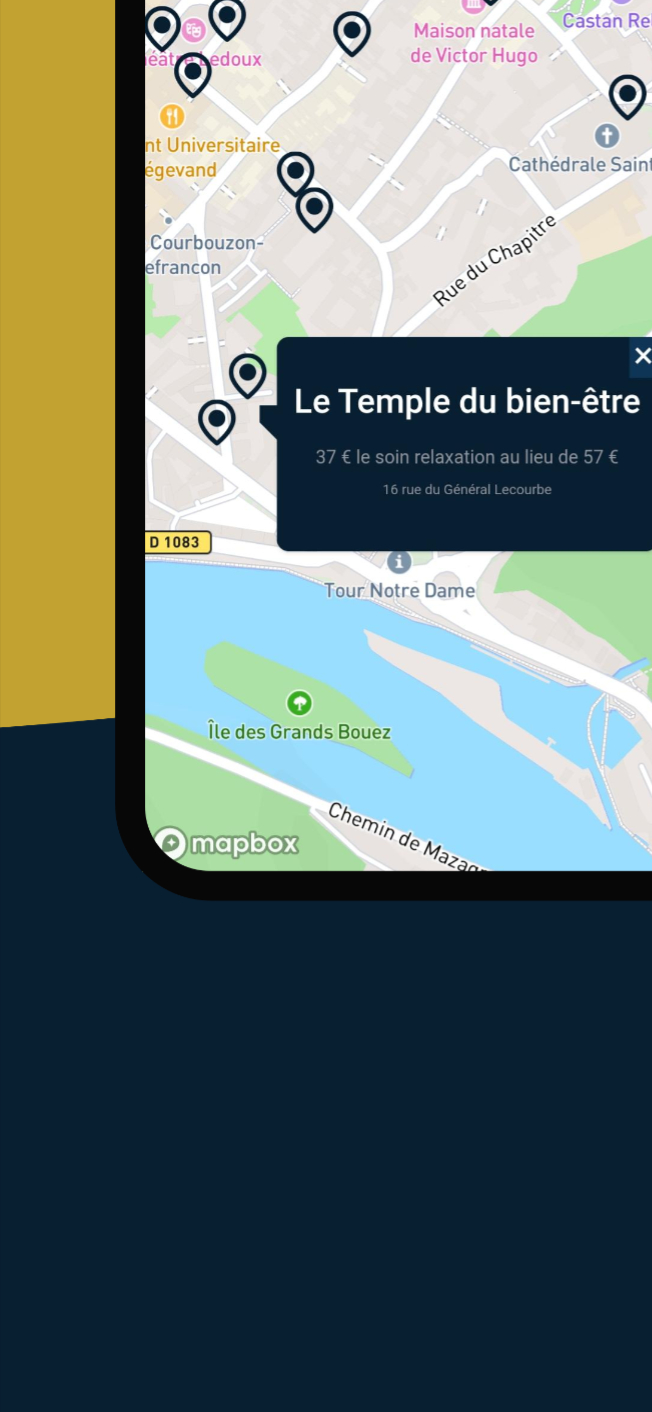 Castan Re
Maison natale
de Victor Hugo
éatre Ledoux
nt Universitaire
égevand
Cathédrale Saint
Courbouzon-
efrancon
Rue du Chapitre
Le Temple du bien-être
37 € le soin relaxation au lieu de 57 €
16 rue du Général Lecourbe
D 1083
Tour Notre Dame
Île des Grands Bouez
Chemin de Mazag
mapbox